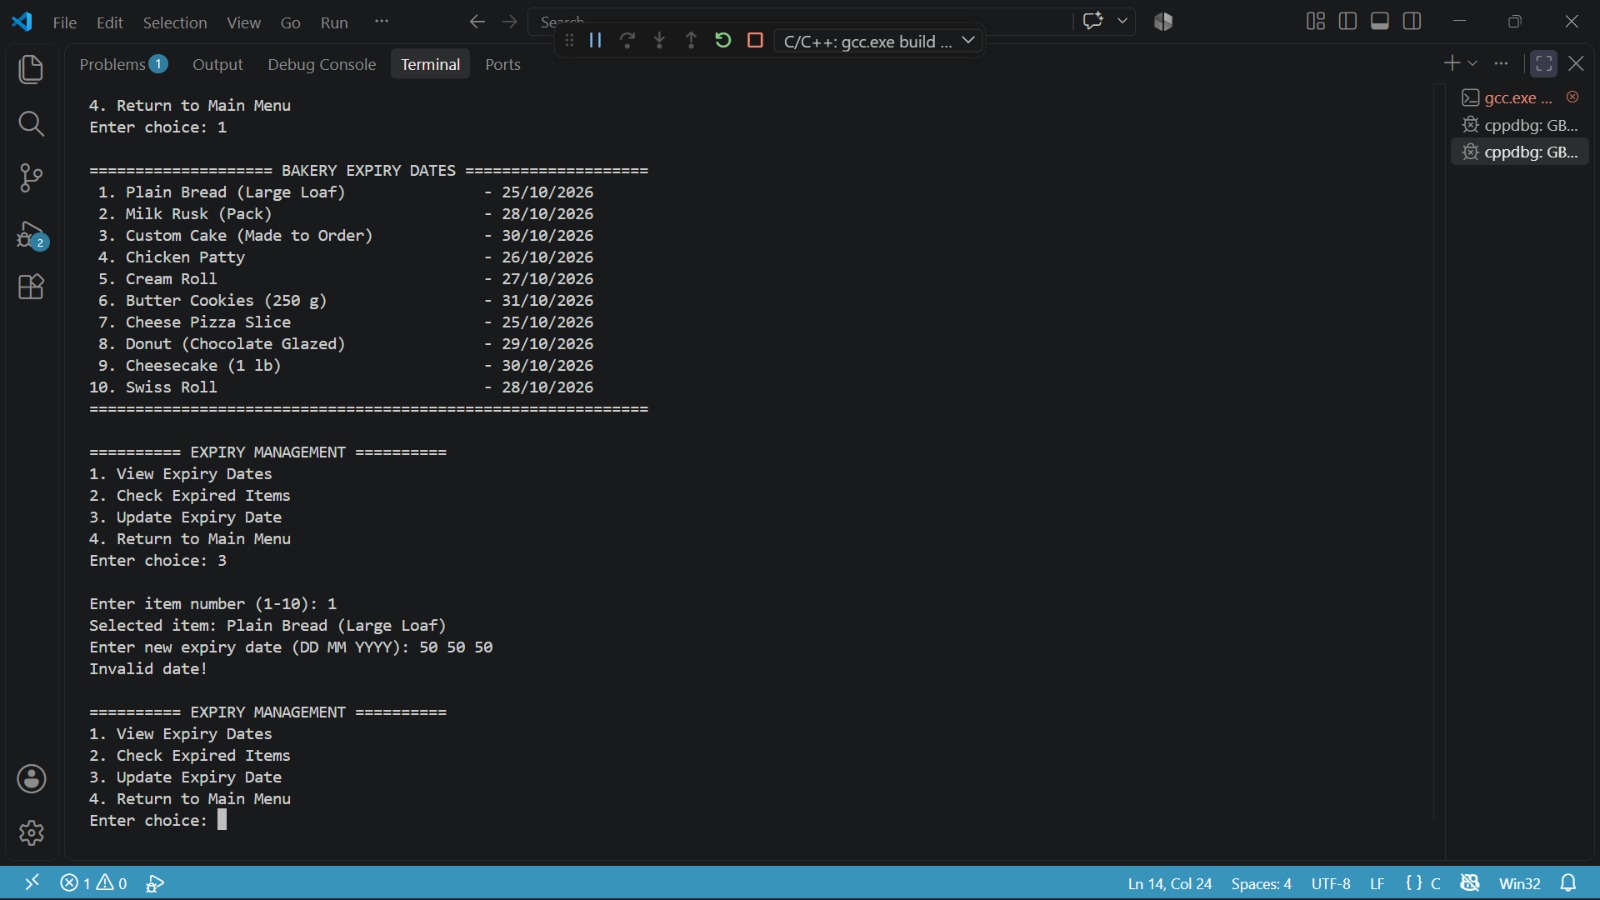 File Edit Selection View Go Run ··· Search
C/C++: gcc.exe build ...
Problems 1 Output Debug Console Terminal Ports
4. Return to Main Menu
Enter choice: 1
==================== BAKERY EXPIRY DATES ====================
1. Plain Bread (Large Loaf) - 25/10/2026
2. Milk Rusk (Pack) - 28/10/2026
3. Custom Cake (Made to Order) - 30/10/2026
4. Chicken Patty - 26/10/2026
5. Cream Roll - 27/10/2026
6. Butter Cookies (250 g) - 31/10/2026
7. Cheese Pizza Slice - 25/10/2026
8. Donut (Chocolate Glazed) - 29/10/2026
9. Cheesecake (1 lb) - 30/10/2026
10. Swiss Roll - 28/10/2026
=============================================================
========== EXPIRY MANAGEMENT ==========
1. View Expiry Dates
2. Check Expired Items
3. Update Expiry Date
4. Return to Main Menu
Enter choice: 3
Enter item number (1-10): 1
Selected item: Plain Bread (Large Loaf)
Enter new expiry date (DD MM YYYY): 50 50 50
Invalid date!
========== EXPIRY MANAGEMENT ==========
1. View Expiry Dates
2. Check Expired Items
3. Update Expiry Date
4. Return to Main Menu
Enter choice:
gcc.exe ...
cppdbg: GB...
cppdbg: GB...
2
1 0 Ln 14, Col 24 Spaces: 4 UTF-8 LF {} C Win32